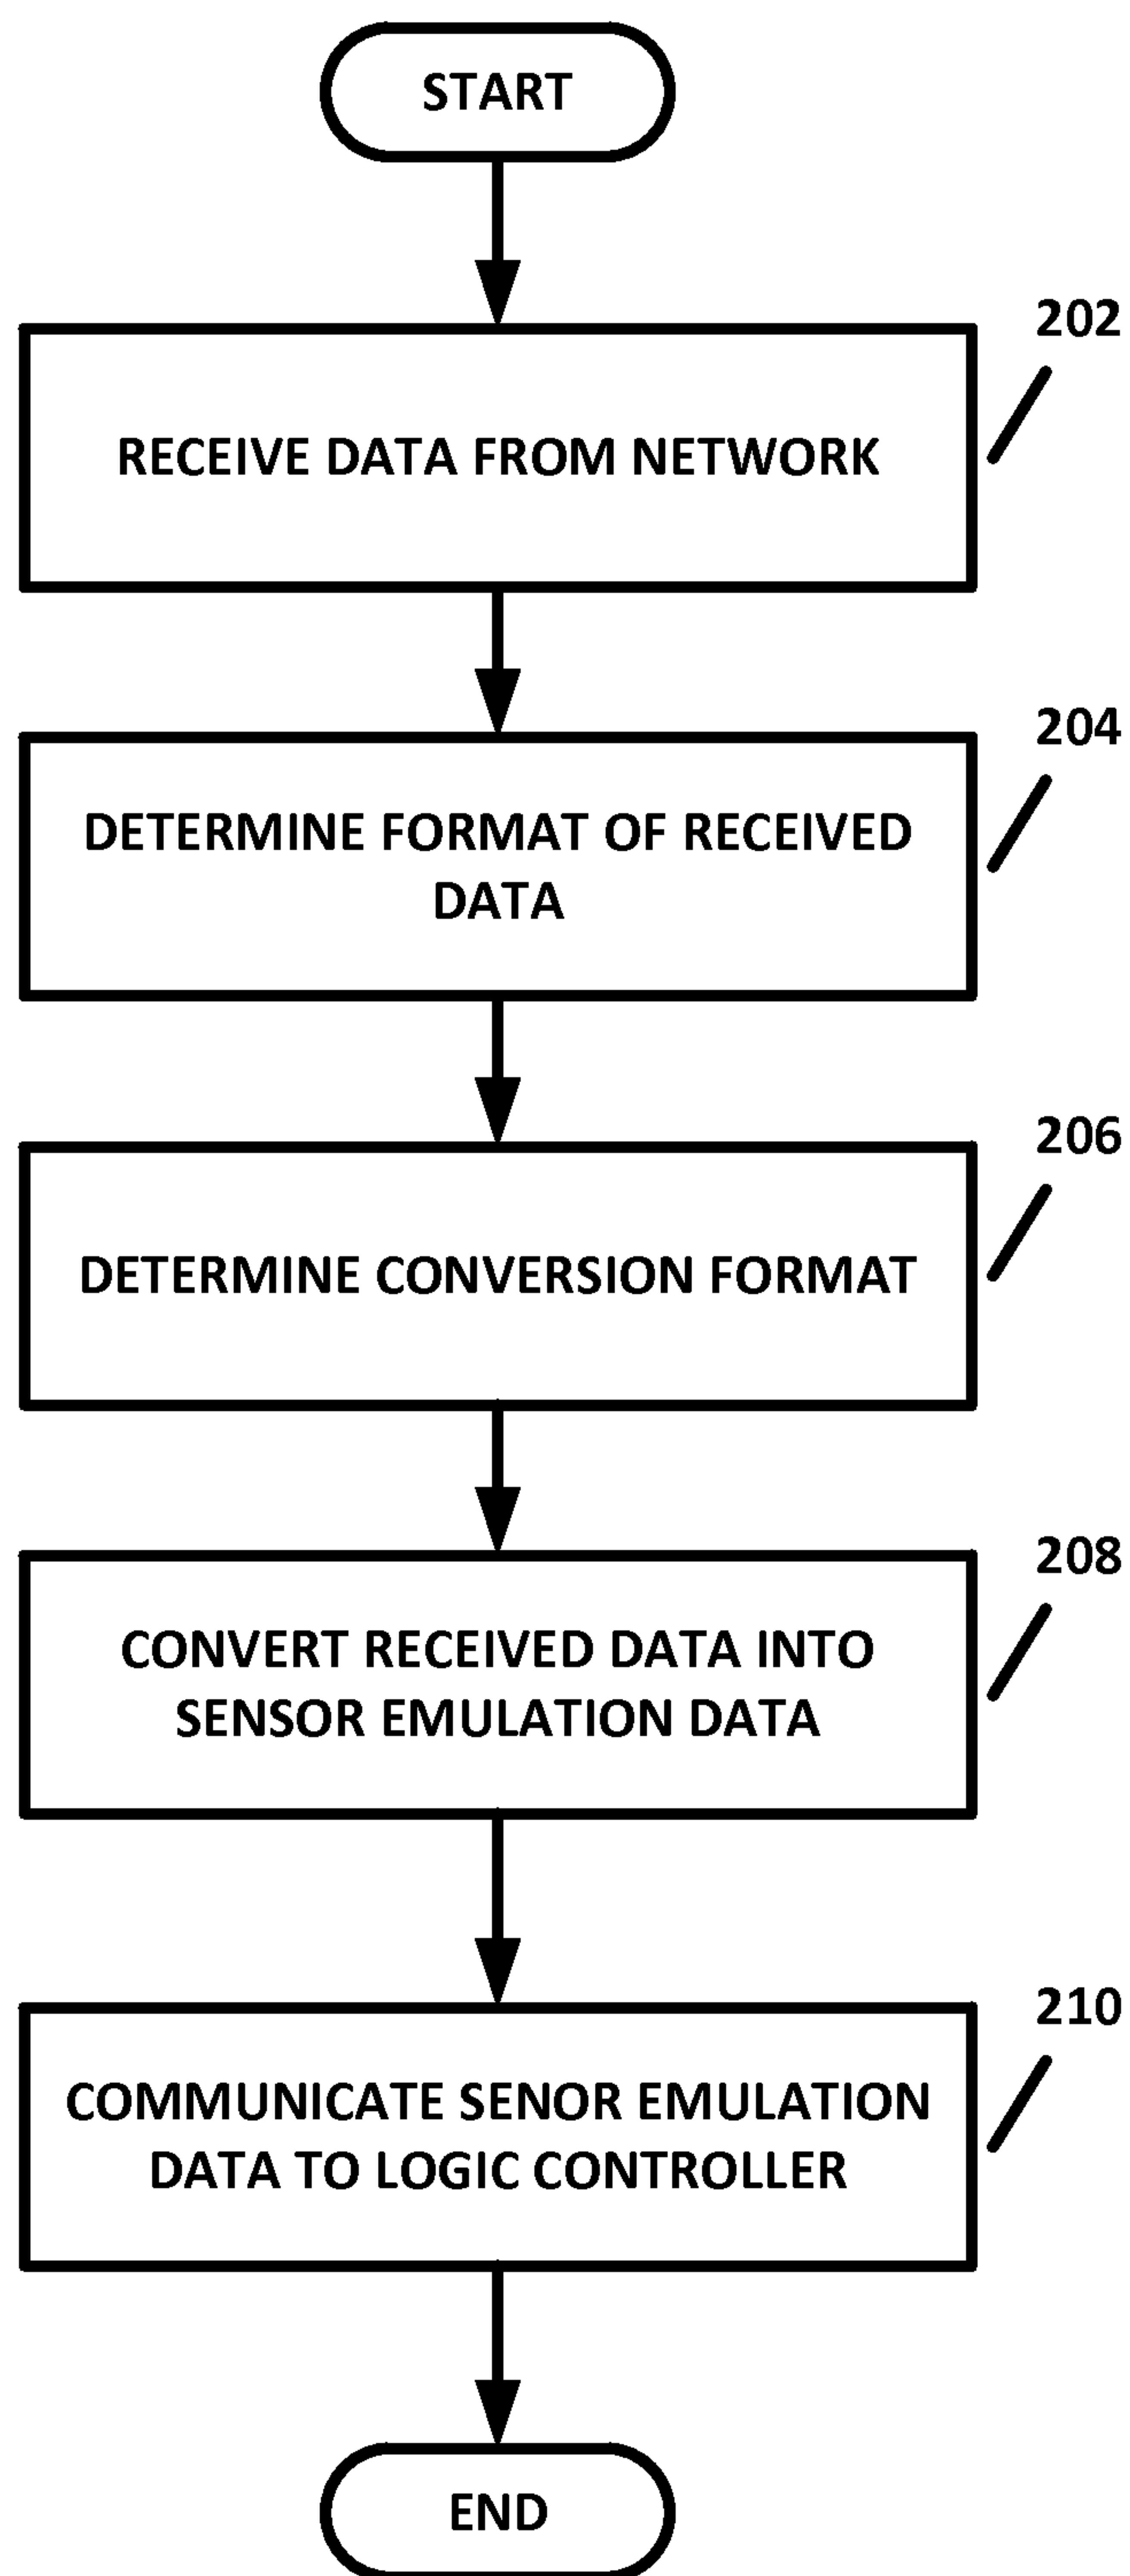 START
202
RECEIVE DATA FROM NETWORK
204
DETERMINE FORMAT OF RECEIVED
DATA
206
DETERMINE CONVERSION FORMAT
208
CONVERT RECEIVED DATA INTO
SENSOR EMULATION DATA
210
COMMUNICATE SENOR EMULATION
DATA TO LOGIC CONTROLLER
END